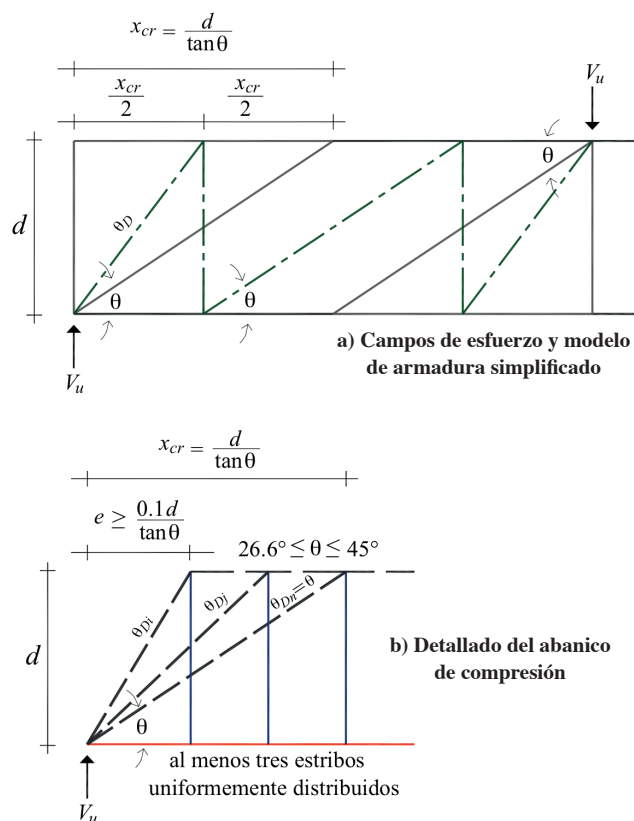 x_cr = d/tanθ
x_cr/2 x_cr/2
V_u
θ
d
θ_D
θ θ
V_u
a) Campos de esfuerzo y modelo
de armadura simplificado
x_cr = d/tanθ
e ≥ 0.1d/tanθ
26.6° ≤ θ ≤ 45°
θ_Di θ_Dj θ_Dn=θ
d
b) Detallado del abanico
de compresión
θ
al menos tres estribos
uniformemente distribuidos
V_u